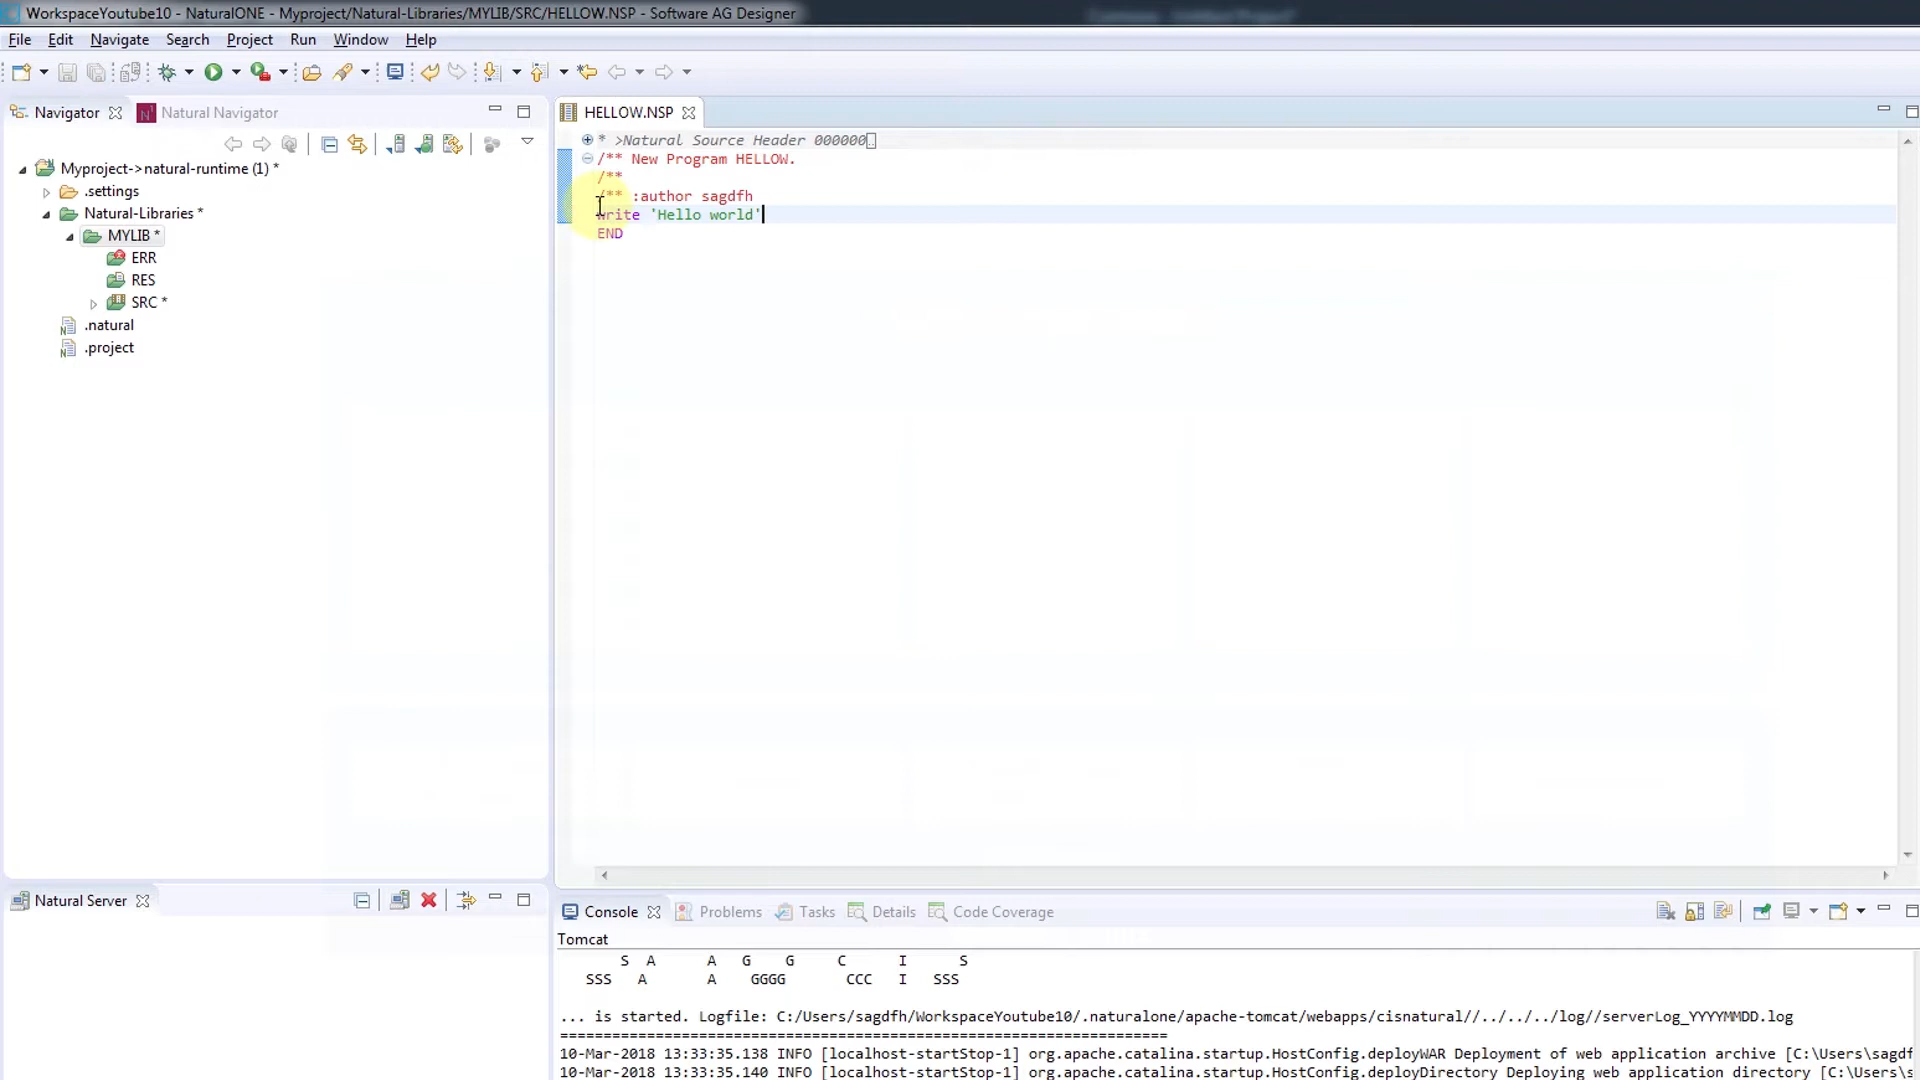 WorkspaceYoutube10 - NaturalONE - Myproject/Natural-Libraries/MYLIB/SRC/HELLOW.NSP - Software AG Designer
File Edit Navigate Search Project Run Window Help
Navigator Natural Navigator
Myproject->natural-runtime (1) *
.settings
Natural-Libraries *
MYLIB *
ERR
RES
SRC *
.natural
.project
HELLOW.NSP
* >Natural Source Header 000000
/** New Program HELLOW.
/**
/** :author sagdfh
Write 'Hello world'
END
Natural Server
Console Problems Tasks Details Code Coverage
Tomcat
S A A G G C I S
SSS A A GGGG CCC I SSS
... is started. Logfile: C:/Users/sagdfh/WorkspaceYoutube10/.naturalone/apache-tomcat/webapps/cisnatural//../../../log//serverLog_YYYYMMDD.log
=================================================================
10-Mar-2018 13:33:35.138 INFO [localhost-startStop-1] org.apache.catalina.startup.HostConfig.deployWAR Deployment of web application archive [C:\Users\sagdf
10-Mar-2018 13:33:35.140 INFO [localhost-startStop-1] org.apache.catalina.startup.HostConfig.deployDirectory Deploying web application directory [C:\Users\s